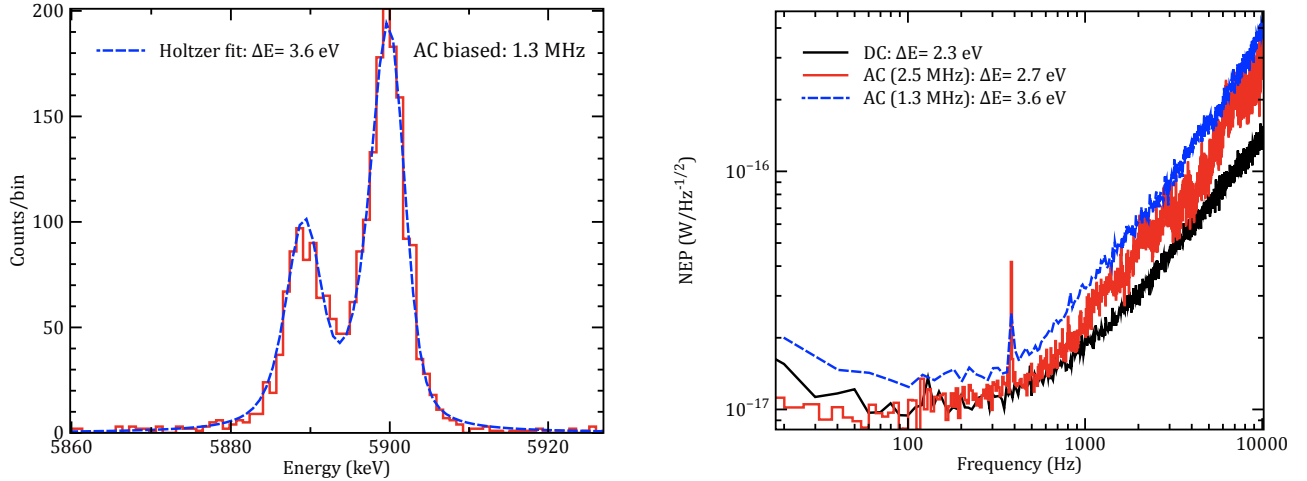 200
150
100
50
0
Counts/bin
Holtzer fit: ΔE= 3.6 eV
AC biased: 1.3 MHz
5860
5880
5900
5920
Energy (keV)
DC: ΔE= 2.3 eV
AC (2.5 MHz): ΔE= 2.7 eV
AC (1.3 MHz): ΔE= 3.6 eV
NEP (W/Hz⁻¹/²)
10⁻¹⁶
10⁻¹⁷
100
1000
10000
Frequency (Hz)